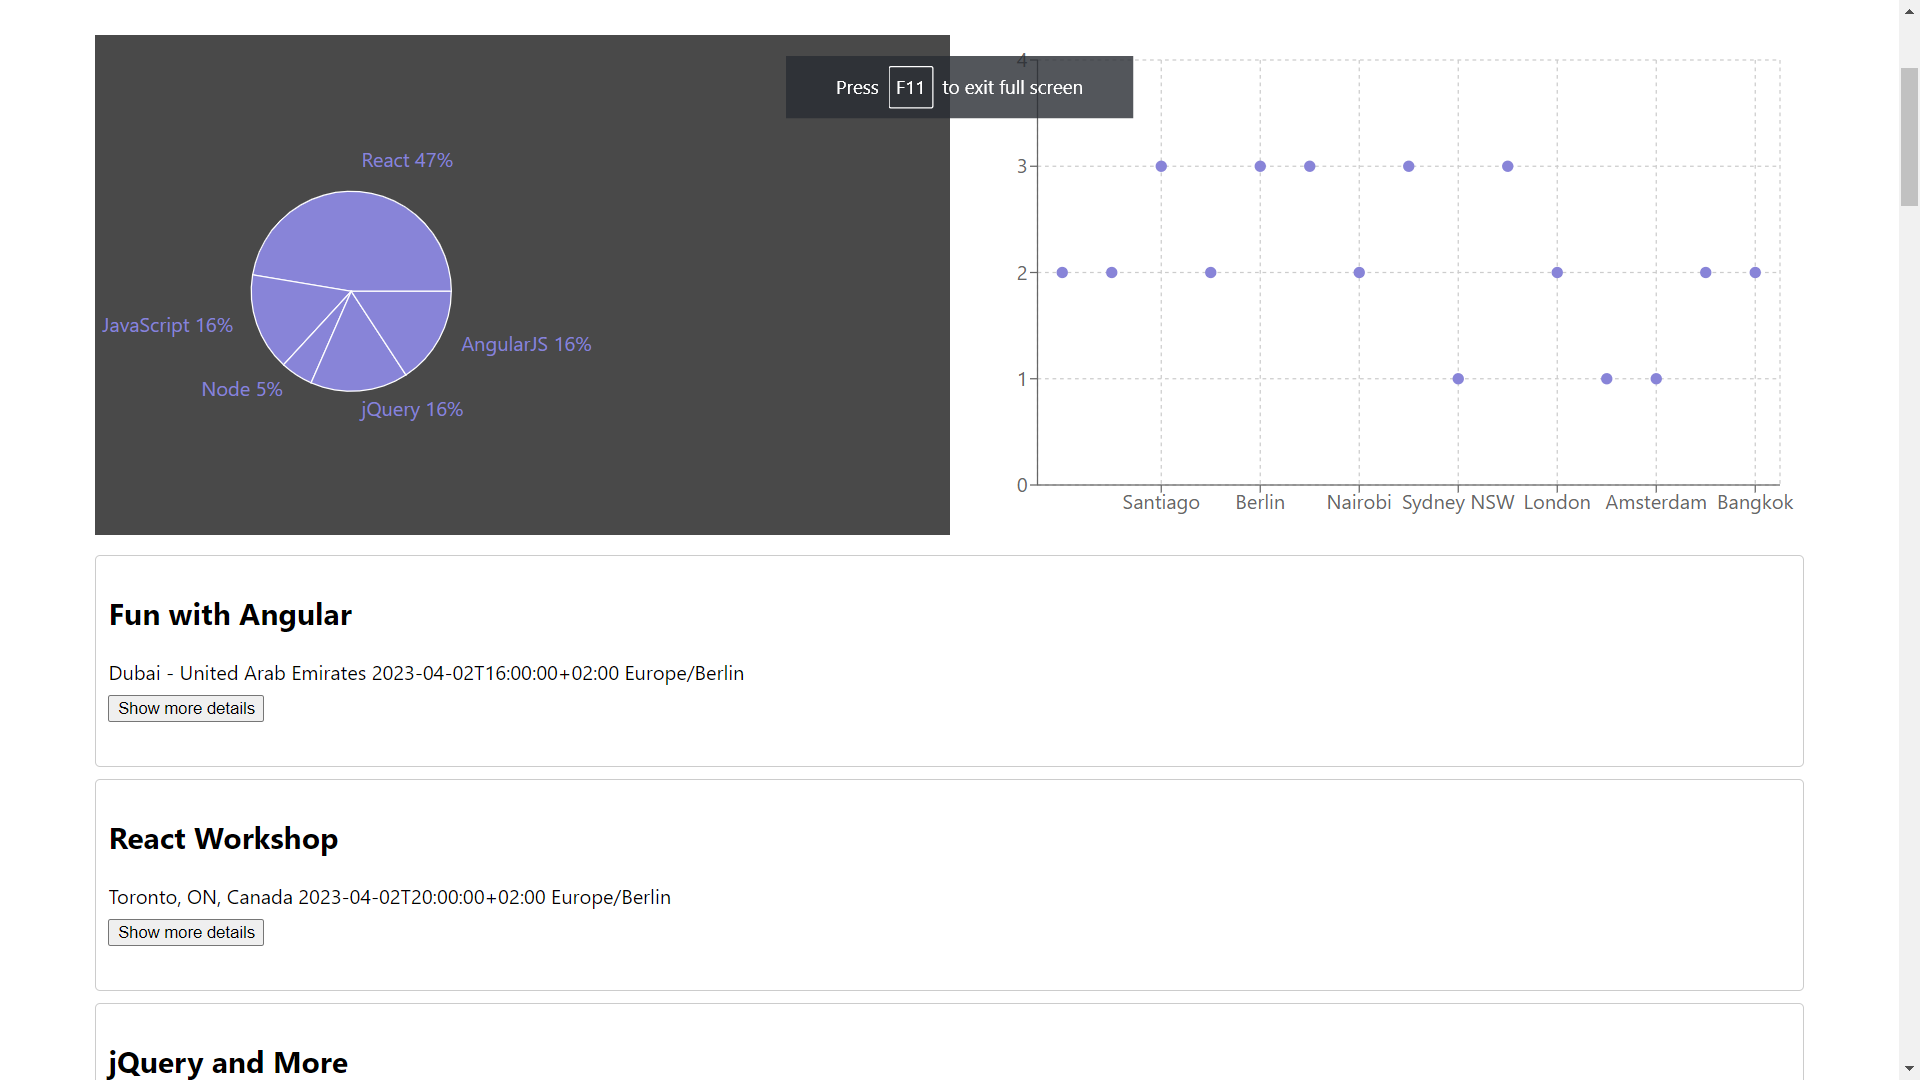 Press F11 to exit full screen
React 47%
JavaScript 16%
AngularJS 16%
Node 5%
jQuery 16%
4
3
2
1
0
Santiago Berlin Nairobi Sydney NSW London Amsterdam Bangkok
Fun with Angular
Dubai - United Arab Emirates 2023-04-02T16:00:00+02:00 Europe/Berlin
Show more details
React Workshop
Toronto, ON, Canada 2023-04-02T20:00:00+02:00 Europe/Berlin
Show more details
jQuery and More